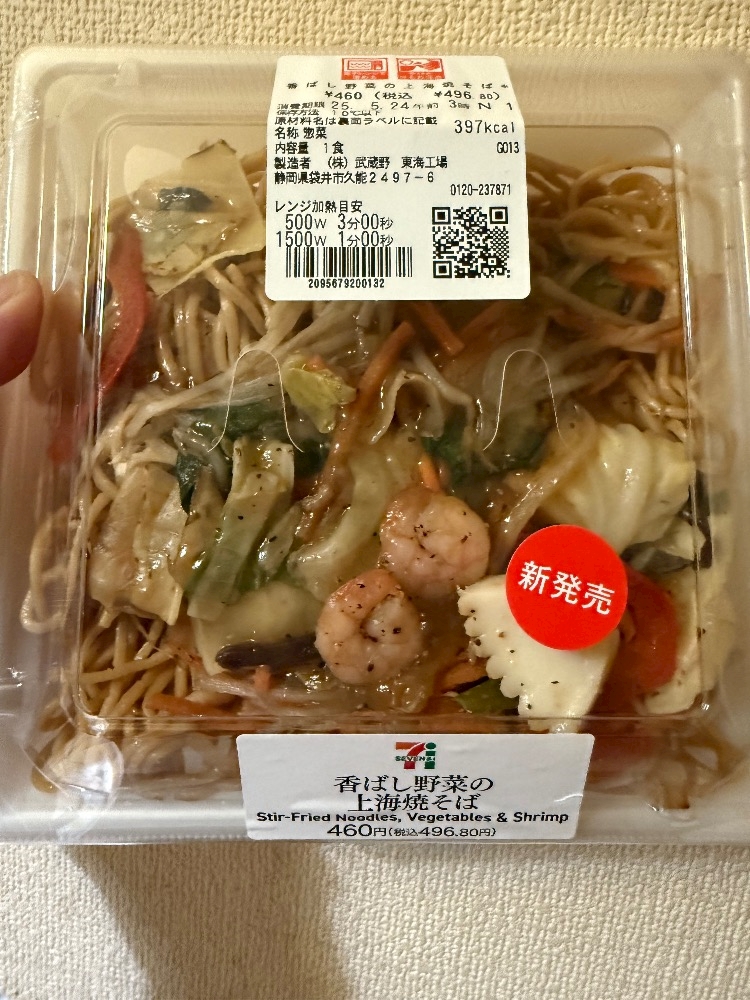 香ばし野菜の上海焼そば*
¥460 (税込 ¥496.80)
消費期限 25. 5.24午前 3時 N 1
保存方法 10℃以下
原材料名は裏面ラベルに記載 397kcal
名称 惣菜
内容量 1食 G013
製造者 (株) 武蔵野 東海工場
静岡県袋井市久能2497-6
0120-237871
レンジ加熱目安
500W 3分00秒
1500W 1分00秒
2095679200132
新発売
7i
SEVEN&i
香ばし野菜の
上海焼そば
Stir-Fried Noodles, Vegetables & Shrimp
460円(税込496.80円)